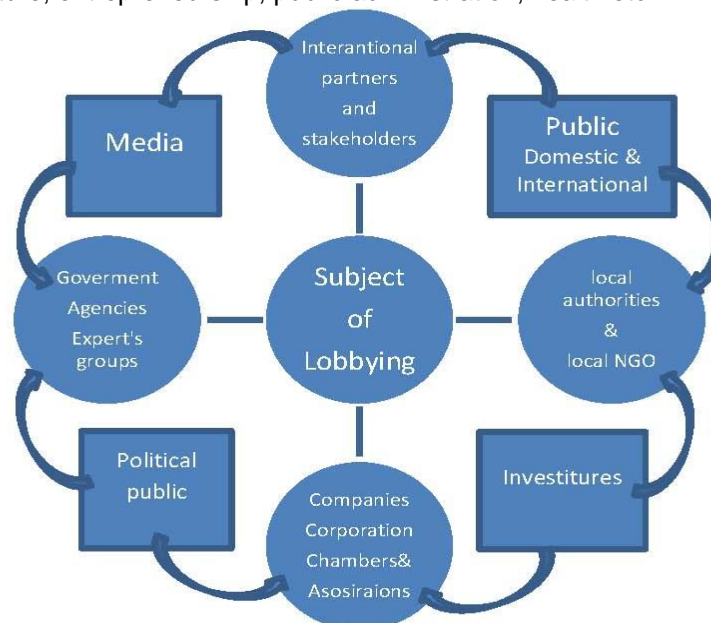 Interantional
partners
and
stakeholders
Media
Public
Domestic &
International
Goverment
Agencies
Expert's
groups
Subject
of
Lobbying
local
authorities
&
local NGO
Political
public
Investitures
Companies
Corporation
Chambers&
Asosiraions